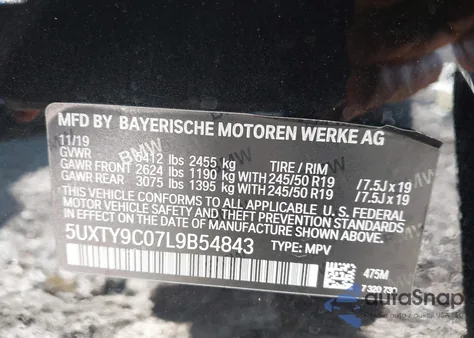 MFD BY BAYERISCHE MOTOREN WERKE AG
11/19
GVWR 5412 lbs 2455 kg TIRE / RIM
GAWR FRONT 2624 lbs 1190 kg WITH 245/50 R19 / 7.5J x 19
GAWR REAR 3075 lbs 1395 kg WITH 245/50 R19 / 7.5J x 19
THIS VEHICLE CONFORMS TO ALL APPLICABLE U.S. FEDERAL
MOTOR VEHICLE SAFETY AND THEFT PREVENTION STANDARDS
IN EFFECT ON THE DATE OF MANUFACTURE SHOWN ABOVE.
5UXTY9C07L9B54843 TYPE: MPV
475M
autoSnap